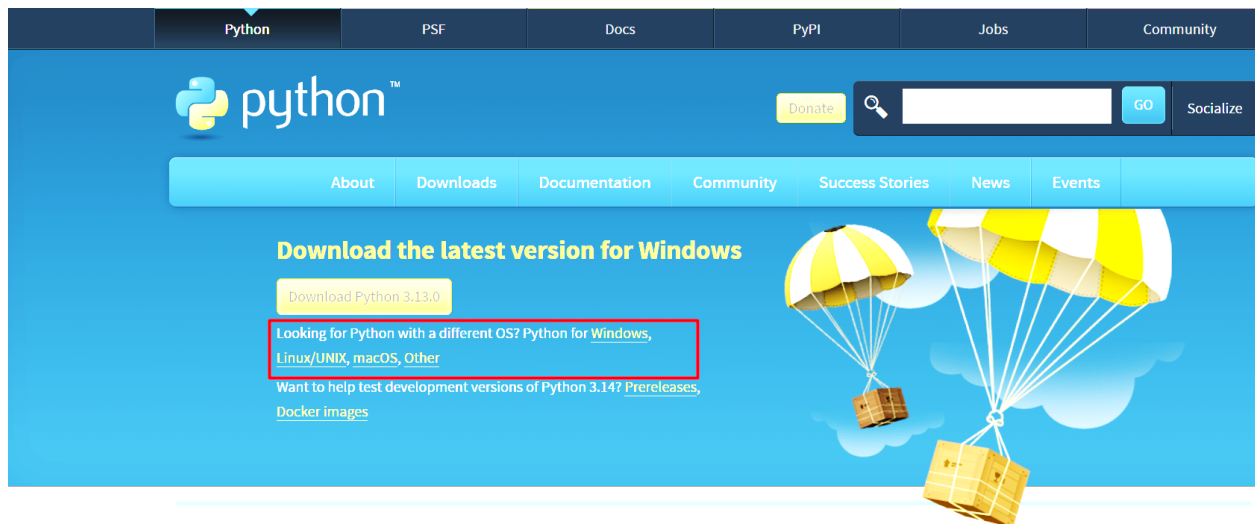 Python PSF Docs PyPI Jobs Community
python™
Donate GO Socialize
About Downloads Documentation Community Success Stories News Events
Download the latest version for Windows
Download Python 3.13.0
Looking for Python with a different OS? Python for Windows,
Linux/UNIX, macOS, Other
Want to help test development versions of Python 3.14? Prereleases,
Docker images